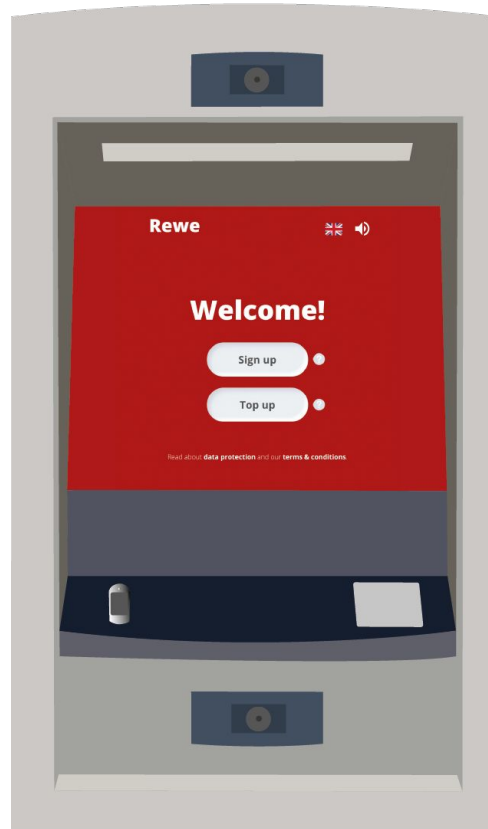 Rewe
Welcome!
Sign up ?
Top up ?
Read about data protection and our terms & conditions